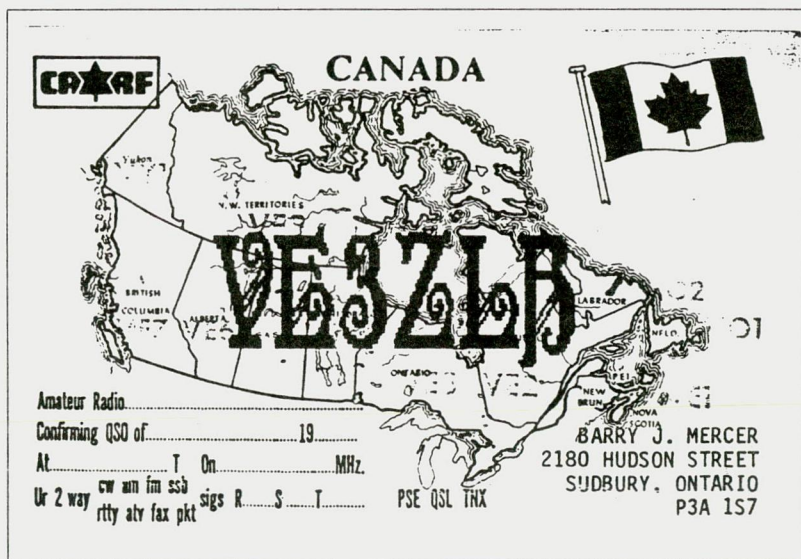 CARF
CANADA
Yukon
N.W. TERRITORIES
VE3ZLB
BRITISH
COLUMBIA
ALBERTA
LABRADOR
O2
NFLD.
O1
ONTARIO
P.E.I.
NEW
BRUN.
NOVA
SCOTIA
Amateur Radio
Confirming QSO of 19
At T On MHz.
Ur 2 way cw am fm ssb
rtty atv fax pkt sigs R S T PSE QSL TNX
BARRY J. MERCER
2180 HUDSON STREET
SUDBURY, ONTARIO
P3A 1S7